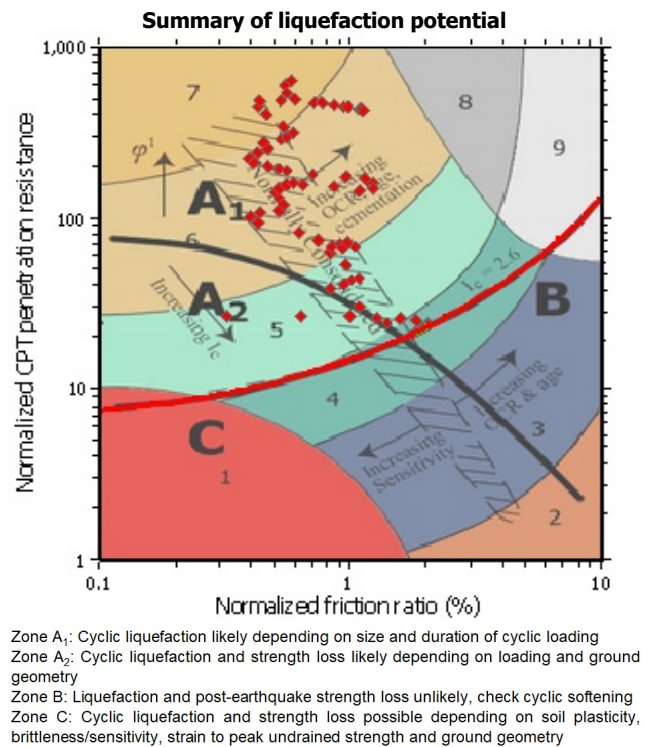 Summary of liquefaction potential
1,000
7
8
9
φ'
Increasing
OCR, age,
cementation
Normally Consolidated
A1
100
6
Ic = 2.6
A2
B
Increasing Ic
5
10
4
Increasing
OCR & age
C
3
Increasing
Sensitivity
1
2
1
0.1
1
10
Normalized CPT penetration resistance
Normalized friction ratio (%)
Zone A1: Cyclic liquefaction likely depending on size and duration of cyclic loading
Zone A2: Cyclic liquefaction and strength loss likely depending on loading and ground
geometry
Zone B: Liquefaction and post-earthquake strength loss unlikely, check cyclic softening
Zone C: Cyclic liquefaction and strength loss possible depending on soil plasticity,
brittleness/sensitivity, strain to peak undrained strength and ground geometry